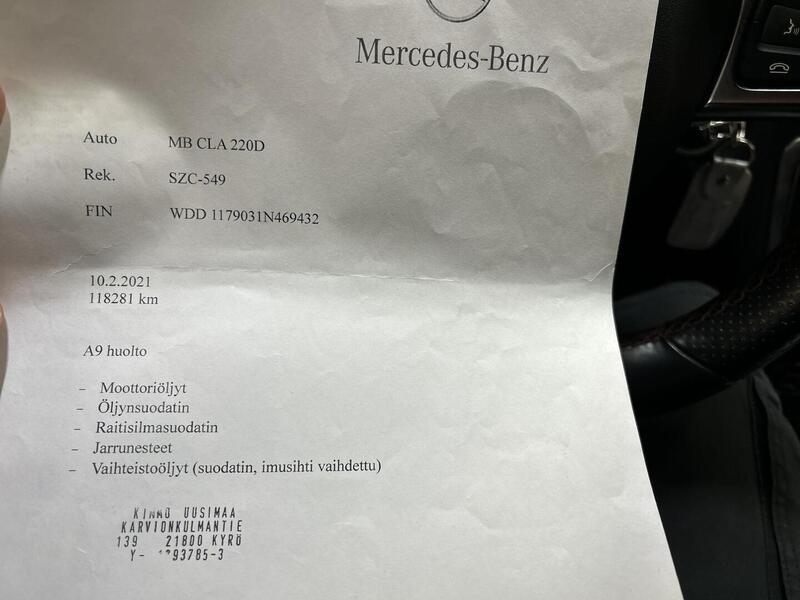 Mercedes-Benz
Auto MB CLA 220D
Rek. SZC-549
FIN WDD 1179031N469432
10.2.2021
118281 km
A9 huolto
- Moottoriöljyt
- Öljynsuodatin
- Raitisilmasuodatin
- Jarrunesteet
- Vaihteistoöljyt (suodatin, imusihti vaihdettu)
UUSIMAA
KARVIONKULMANTIE
139 21800 KYRÖ
Y-